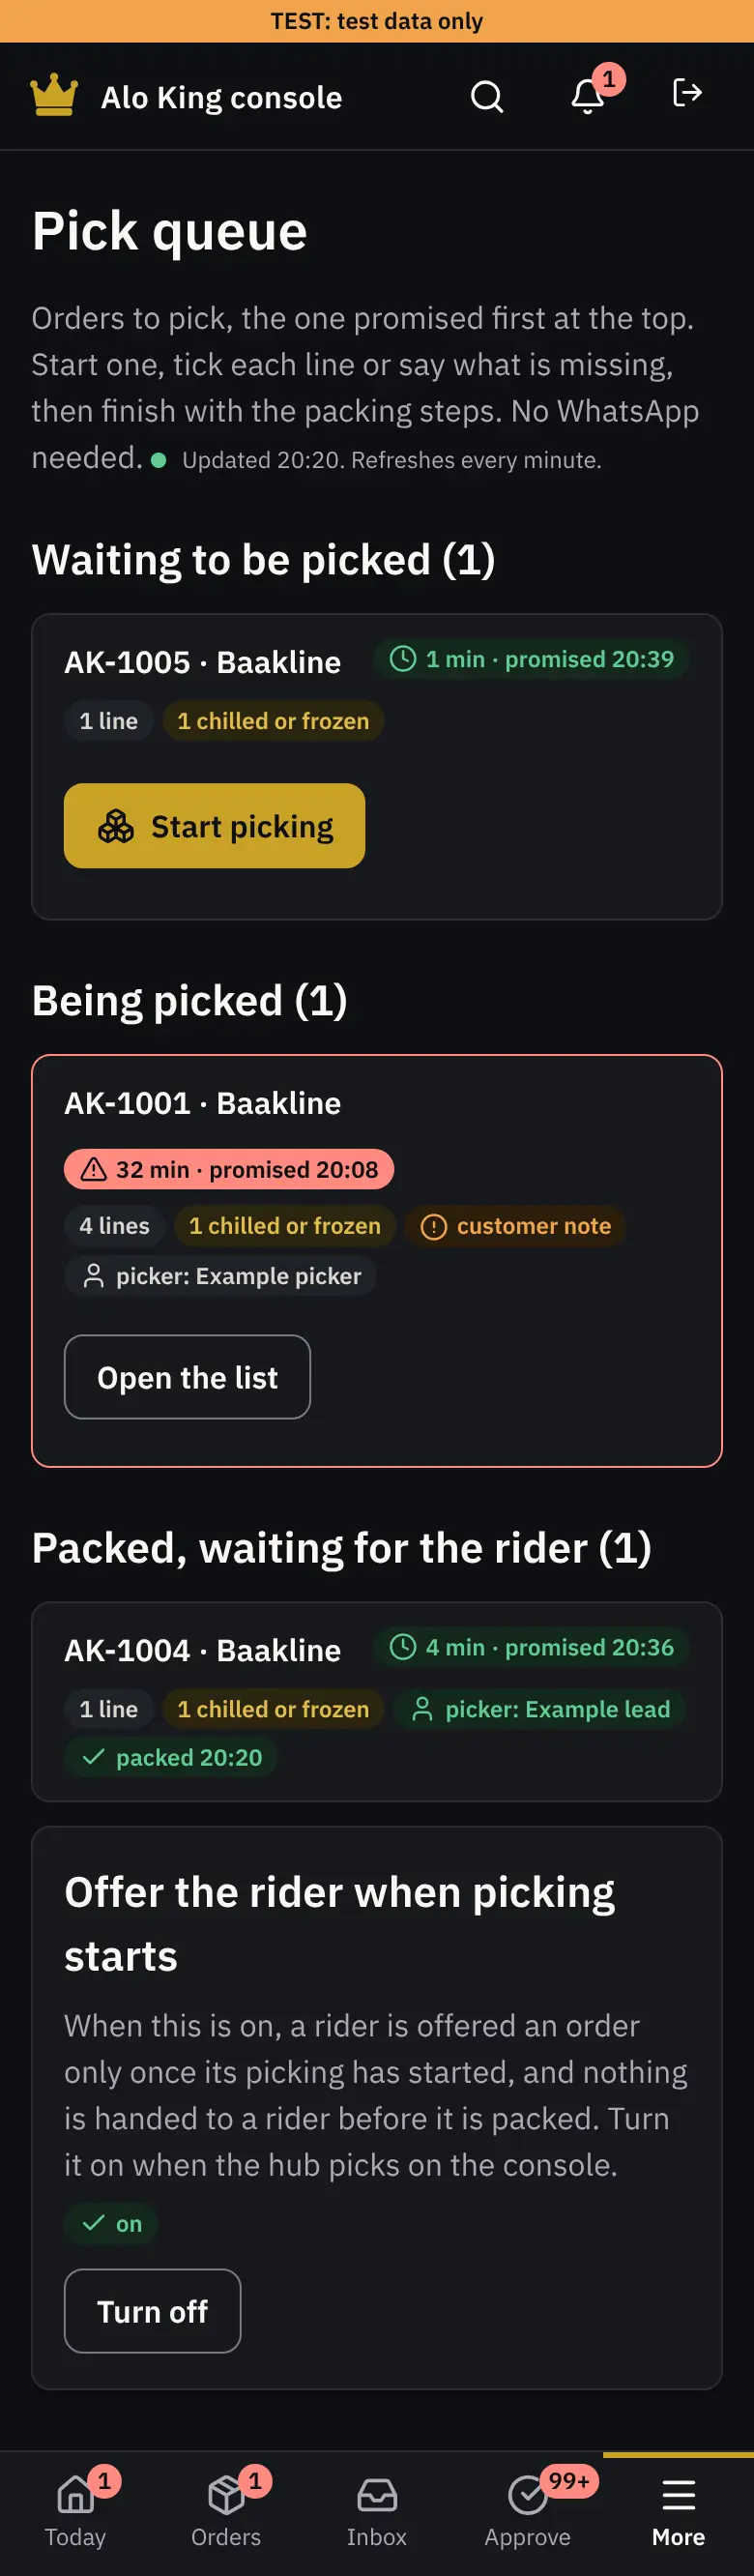 TEST: test data only
Alo King console
1
Pick queue
Orders to pick, the one promised first at the top.
Start one, tick each line or say what is missing,
then finish with the packing steps. No WhatsApp
needed. Updated 20:20. Refreshes every minute.
Waiting to be picked (1)
AK-1005 · Baakline
1 min · promised 20:39
1 line
1 chilled or frozen
Start picking
Being picked (1)
AK-1001 · Baakline
32 min · promised 20:08
4 lines
1 chilled or frozen
customer note
picker: Example picker
Open the list
Packed, waiting for the rider (1)
AK-1004 · Baakline
4 min · promised 20:36
1 line
1 chilled or frozen
picker: Example lead
packed 20:20
Offer the rider when picking
starts
When this is on, a rider is offered an order
only once its picking has started, and nothing
is handed to a rider before it is packed. Turn
it on when the hub picks on the console.
on
Turn off
1
Today
1
Orders
Inbox
99+
Approve
More